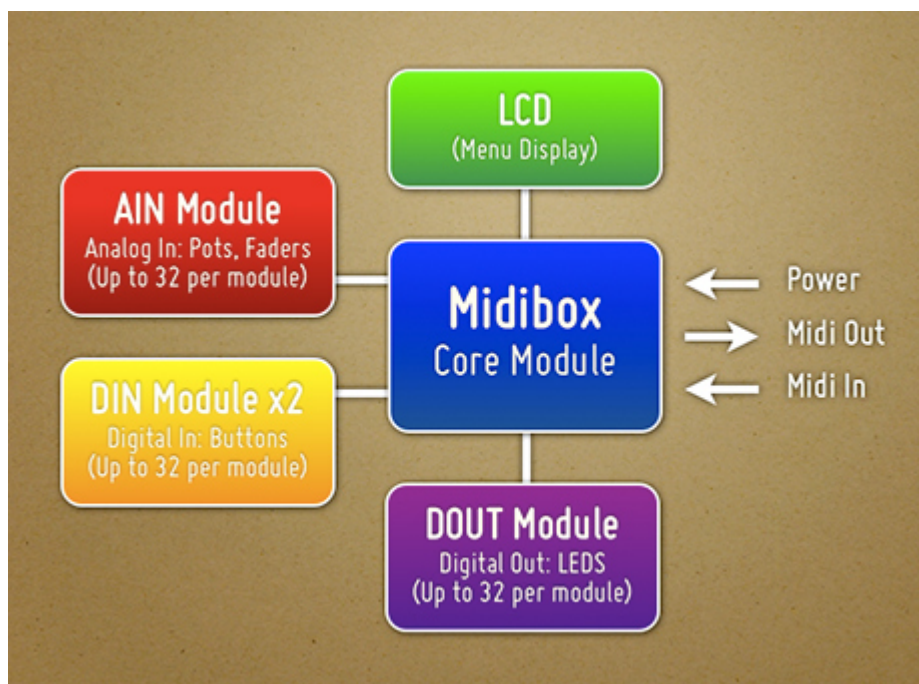 LCD
(Menu Display)
AIN Module
Analog In: Pots, Faders
(Up to 32 per module)
Midibox
Core Module
Power
Midi Out
Midi In
DIN Module x2
Digital In: Buttons
(Up to 32 per module)
DOUT Module
Digital Out: LEDS
(Up to 32 per module)